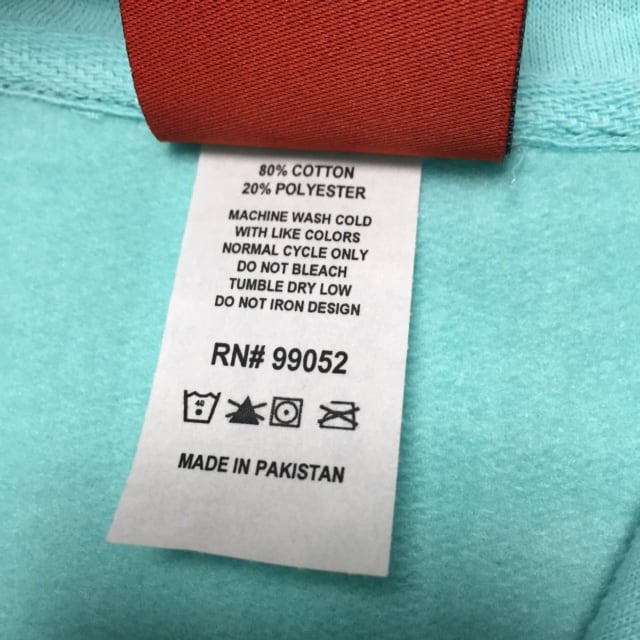 80% COTTON
20% POLYESTER
MACHINE WASH COLD
WITH LIKE COLORS
NORMAL CYCLE ONLY
DO NOT BLEACH
TUMBLE DRY LOW
DO NOT IRON DESIGN
RN# 99052
40
MADE IN PAKISTAN